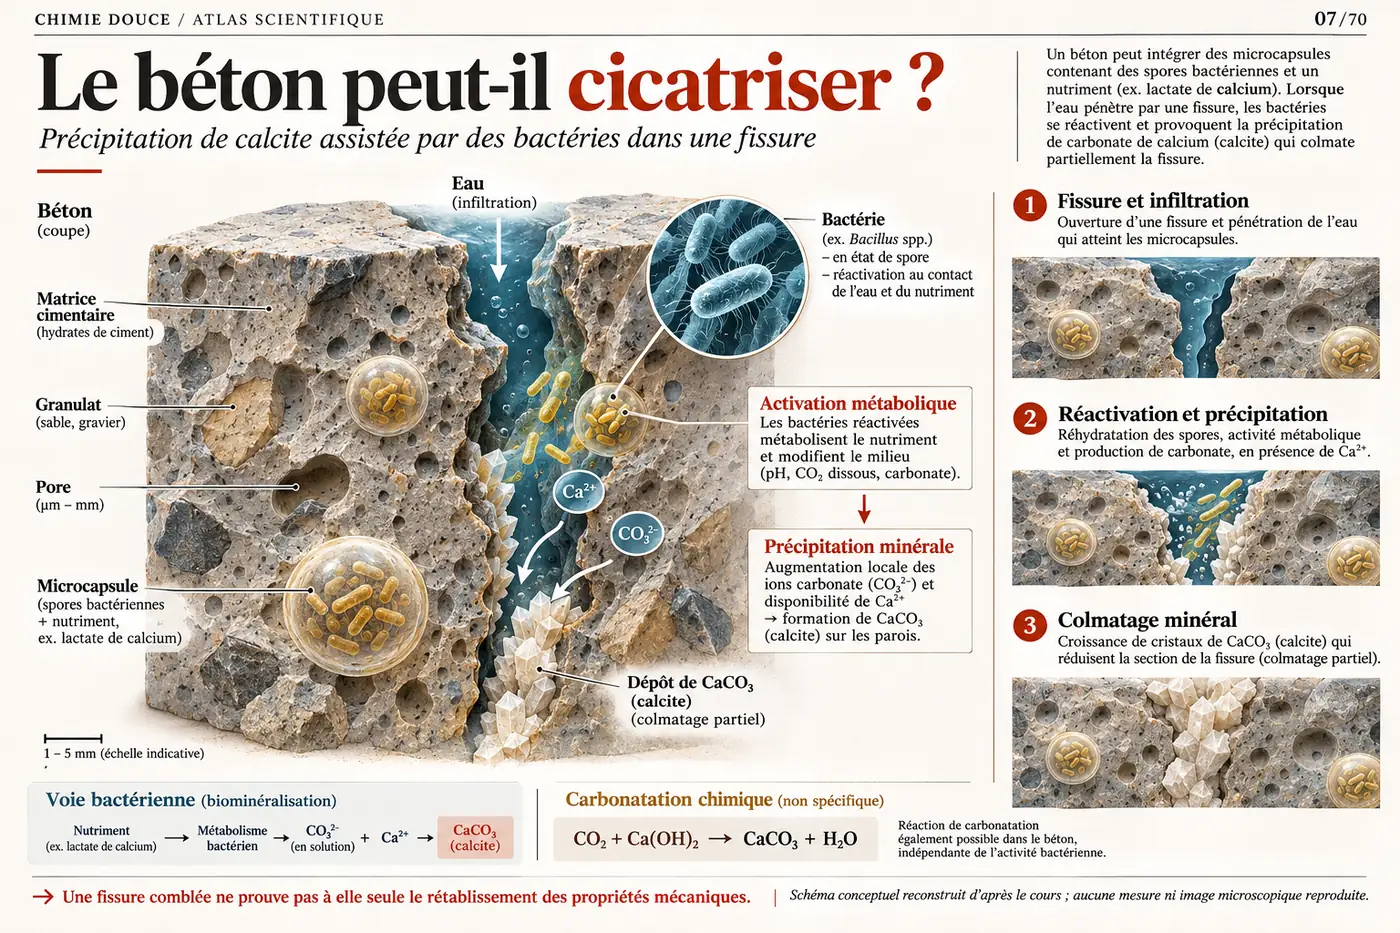 CHIMIE DOUCE / ATLAS SCIENTIFIQUE
07/70
Le béton peut-il cicatriser ?
Précipitation de calcite assistée par des bactéries dans une fissure
Un béton peut intégrer des microcapsules
contenant des spores bactériennes et un
nutriment (ex. lactate de calcium). Lorsque
l'eau pénètre par une fissure, les bactéries
se réactivent et provoquent la précipitation
de carbonate de calcium (calcite) qui colmate
partiellement la fissure.
Béton
(coupe)
Eau
(infiltration)
Matrice
cimentaire
(hydrates de ciment)
Granulat
(sable, gravier)
Pore
(µm – mm)
Microcapsule
(spores bactériennes
+ nutriment,
ex. lactate de calcium)
Bactérie
(ex. Bacillus spp.)
– en état de spore
– réactivation au contact
de l'eau et du nutriment
Activation métabolique
Les bactéries réactivées
métabolisent le nutriment
et modifient le milieu
(pH, CO₂ dissous, carbonate).
Ca²⁺
CO₃²⁻
Précipitation minérale
Augmentation locale des
ions carbonate (CO₃²⁻) et
disponibilité de Ca²⁺
→ formation de CaCO₃
(calcite) sur les parois.
Dépôt de CaCO₃
(calcite)
(colmatage partiel)
1 – 5 mm (échelle indicative)
1 Fissure et infiltration
Ouverture d'une fissure et pénétration de l'eau
qui atteint les microcapsules.
2 Réactivation et précipitation
Réhydratation des spores, activité métabolique
et production de carbonate, en présence de Ca²⁺.
3 Colmatage minéral
Croissance de cristaux de CaCO₃ (calcite) qui
réduisent la section de la fissure (colmatage partiel).
Voie bactérienne (biominéralisation)
Nutriment
(ex. lactate de calcium)
→
Métabolisme
bactérien
→
CO₃²⁻
(en solution)
+ Ca²⁺ →
CaCO₃
(calcite)
Carbonatation chimique (non spécifique)
CO₂ + Ca(OH)₂ → CaCO₃ + H₂O
Réaction de carbonatation
également possible dans le béton,
indépendante de l'activité bactérienne.
→ Une fissure comblée ne prouve pas à elle seule le rétablissement des propriétés mécaniques.
Schéma conceptuel reconstruit d'après le cours ; aucune mesure ni image microscopique reproduite.